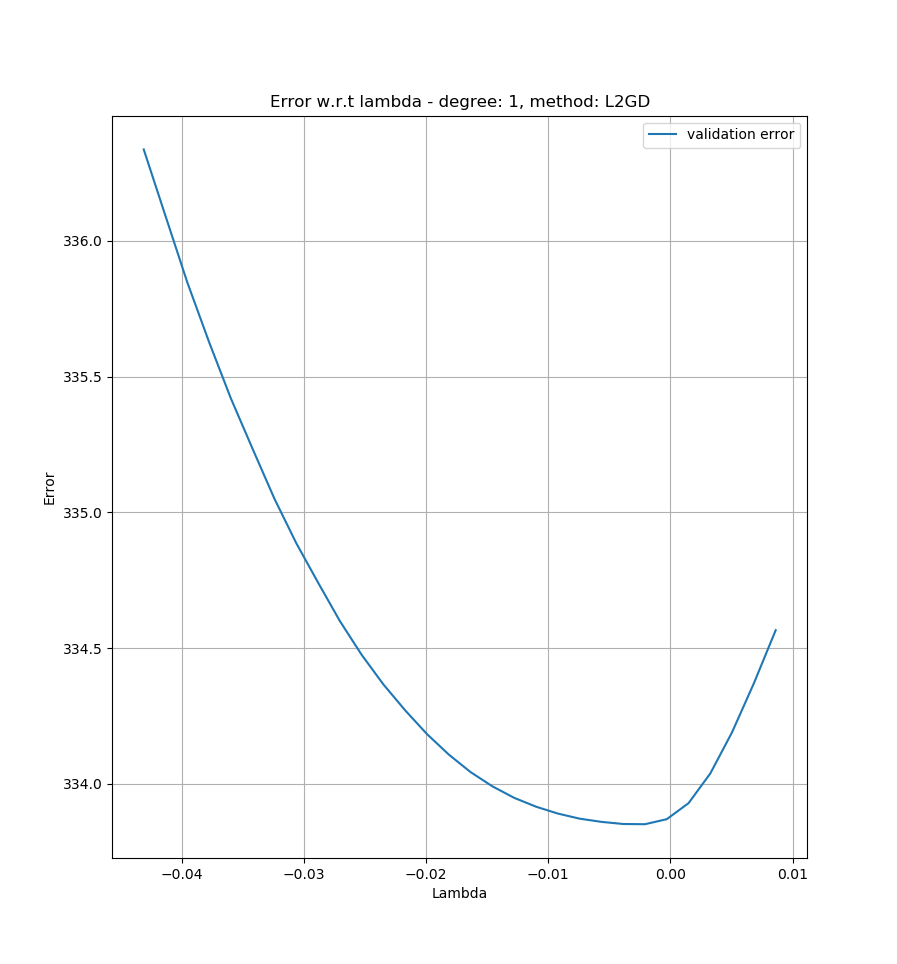 Error w.r.t lambda - degree: 1, method: L2GD
validation error
Error
336.0
335.5
335.0
334.5
334.0
−0.04
−0.03
−0.02
−0.01
0.00
0.01
Lambda